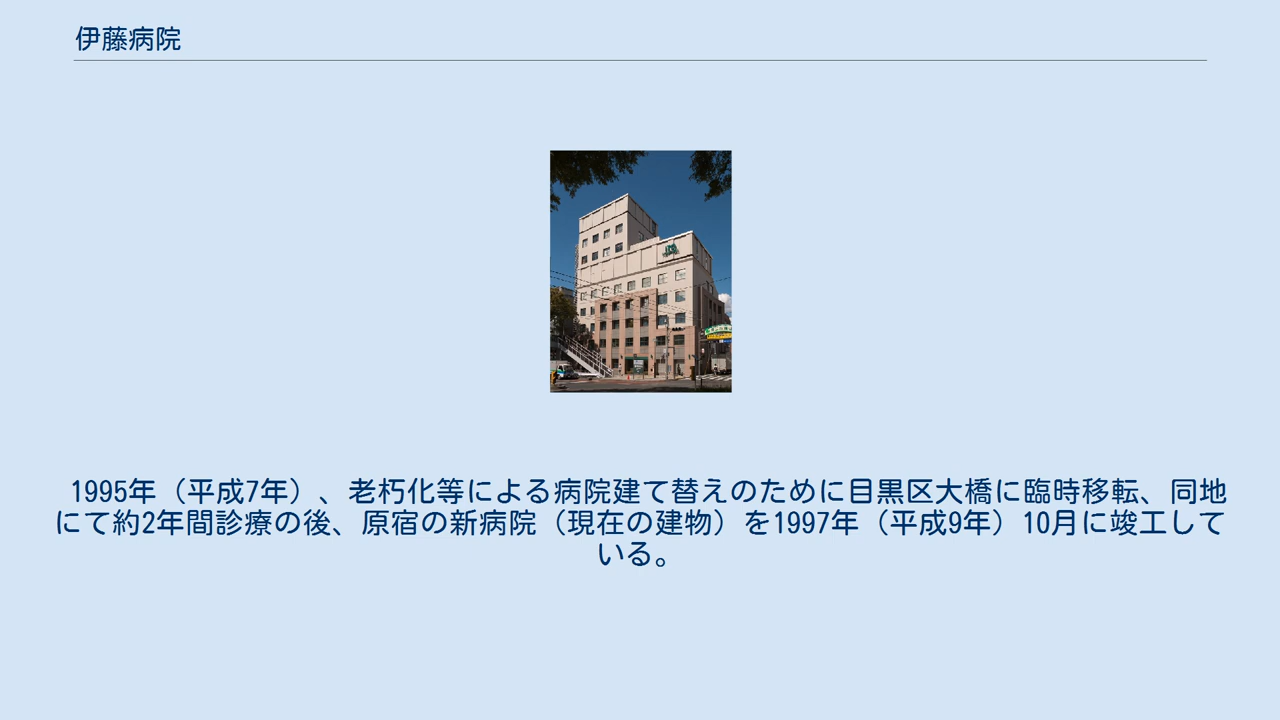 伊藤病院
1995年（平成7年）、老朽化等による病院建て替えのために目黒区大橋に臨時移転、同地
にて約2年間診療の後、原宿の新病院（現在の建物）を1997年（平成9年）10月に竣工して
いる。